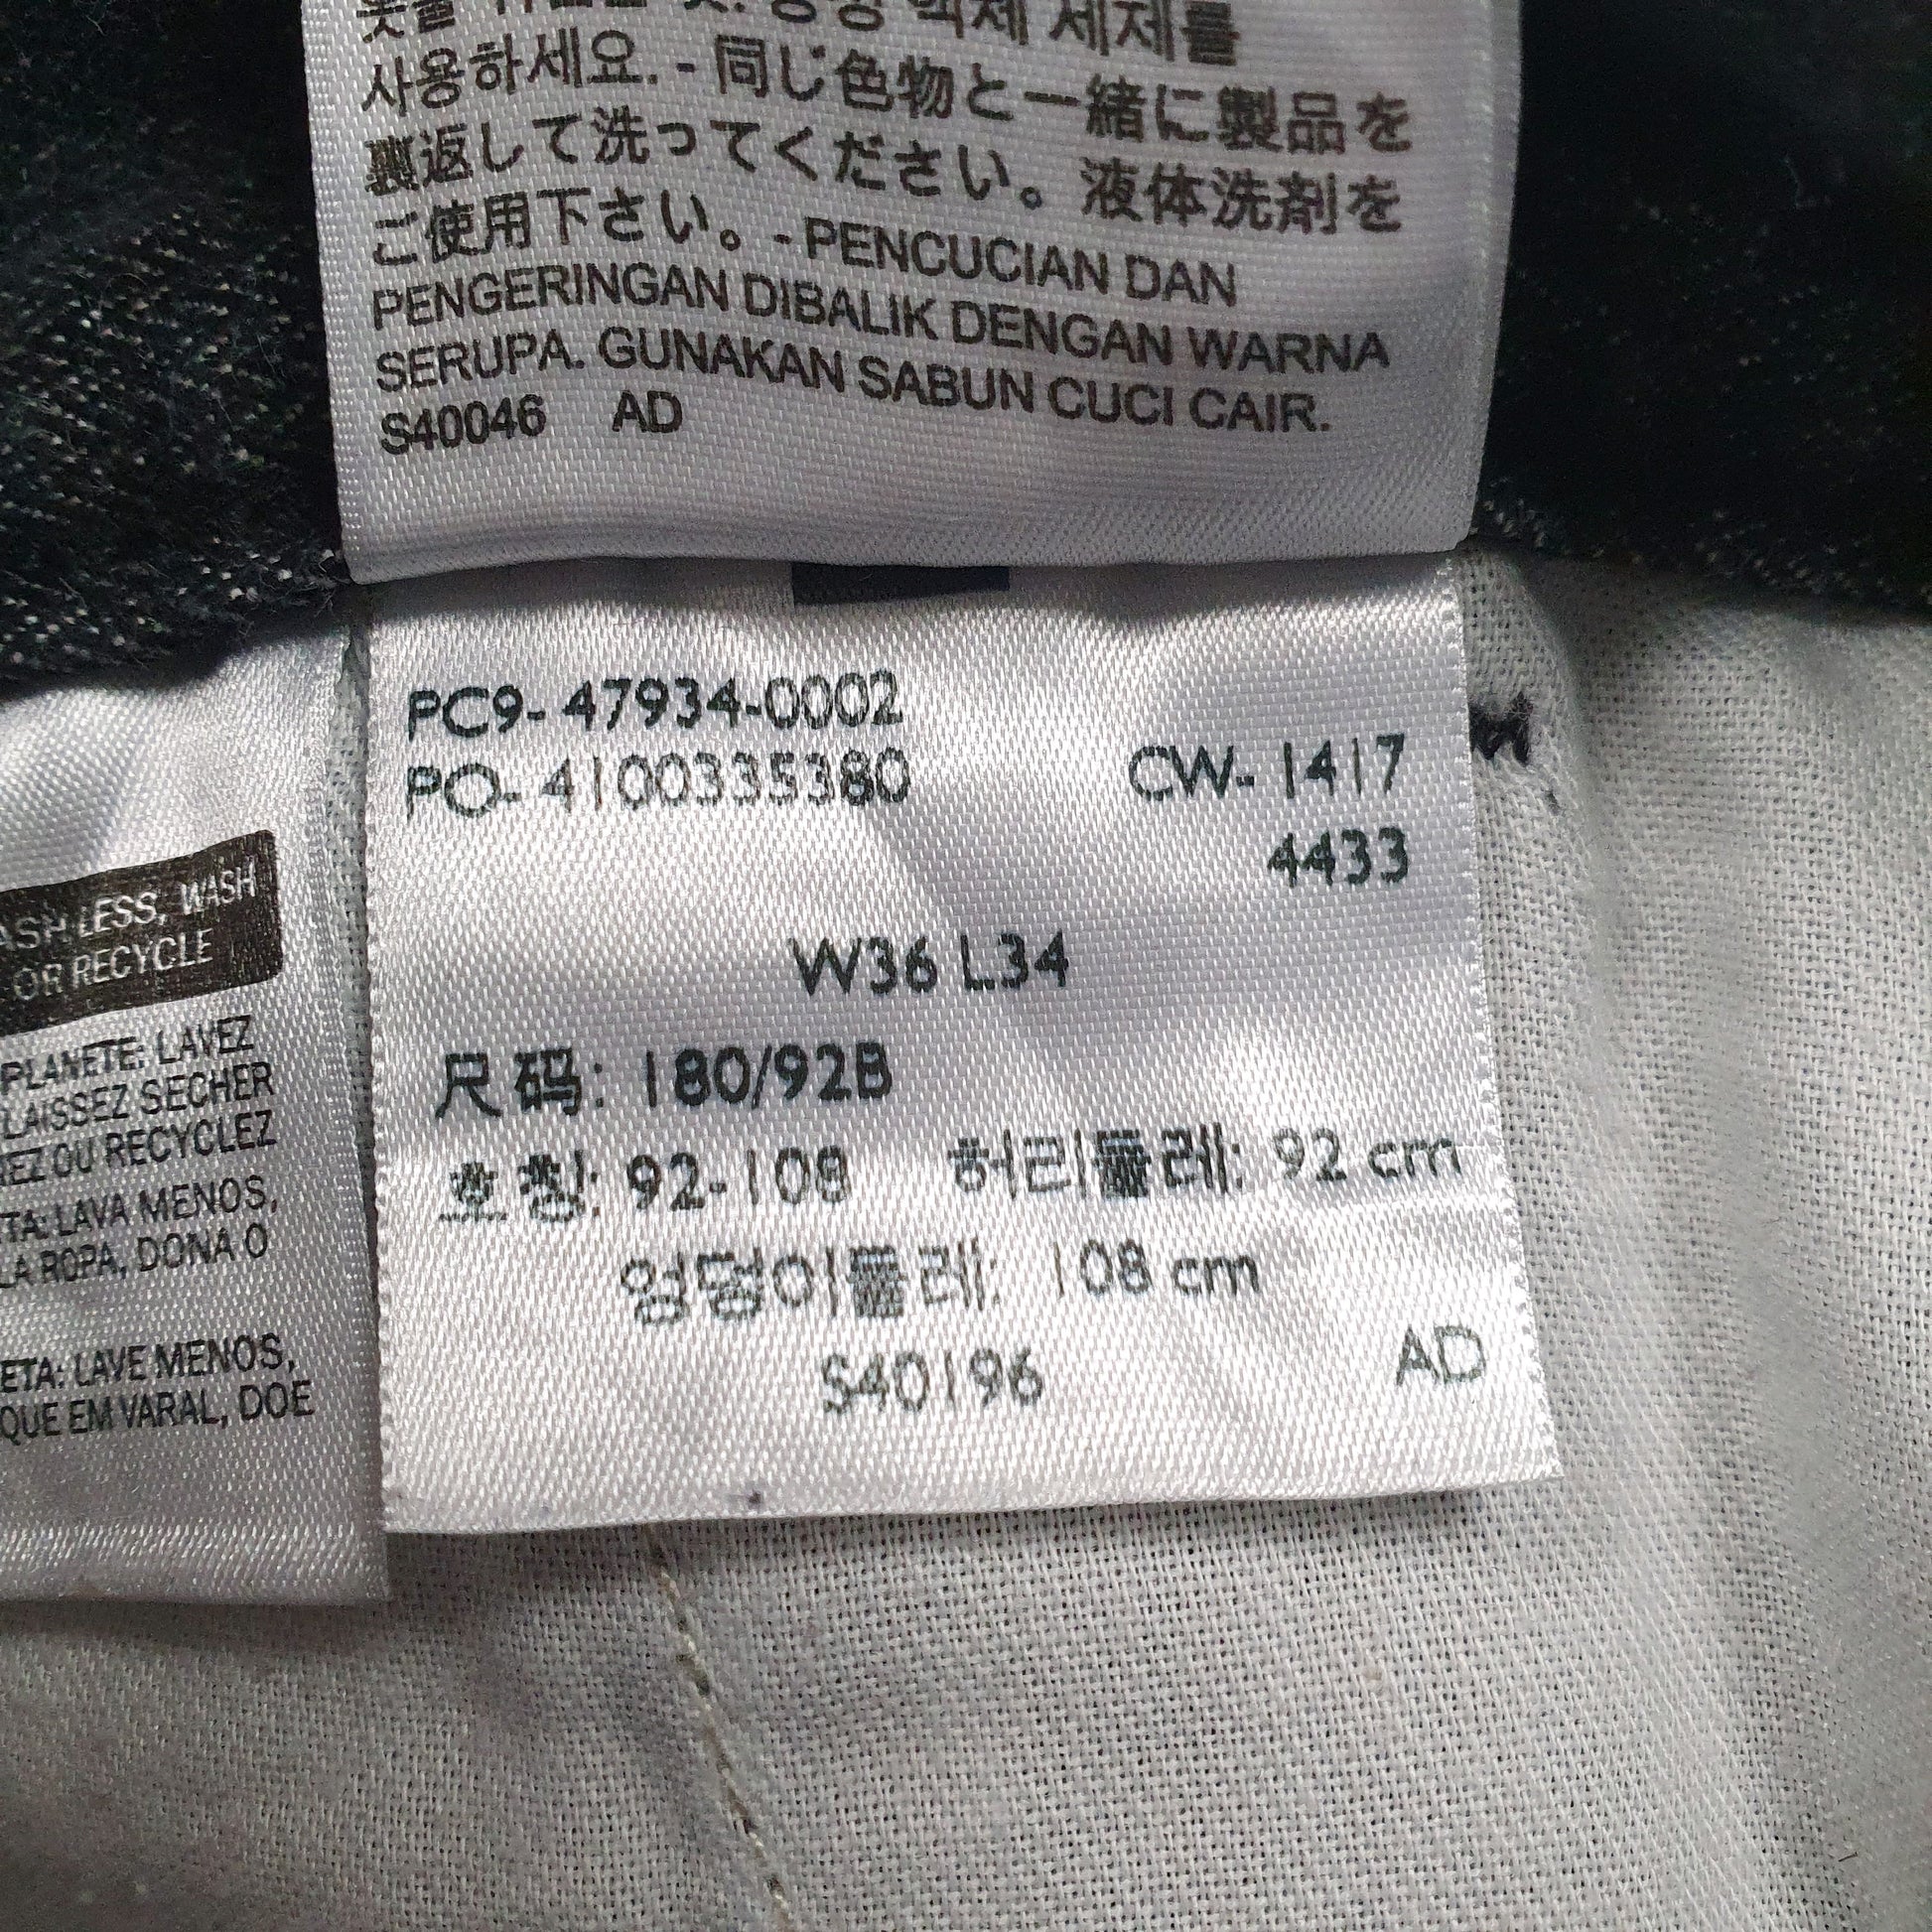 세제를
사용하세요. - 同じ色物と一緒に製品を
裏返して洗ってください。液体洗剤を
ご使用下さい。- PENCUCIAN DAN
PENGERINGAN DIBALIK DENGAN WARNA
SERUPA. GUNAKAN SABUN CUCI CAIR.
S40046 AD
PC9- 47934-0002
PO- 4100335380 CW- 1417
4433
W36 L34
尺码: 180/92B
호칭: 92-108 허리둘레: 92 cm
엉덩이둘레: 108 cm
S40196 AD
LESS, WASH
OR RECYCLE
PLANETE: LAVEZ
LAISSEZ SECHER
OU RECYCLEZ
LAVA MENOS,
LA ROPA, DONA O
LAVE MENOS,
QUE EM VARAL, DOE